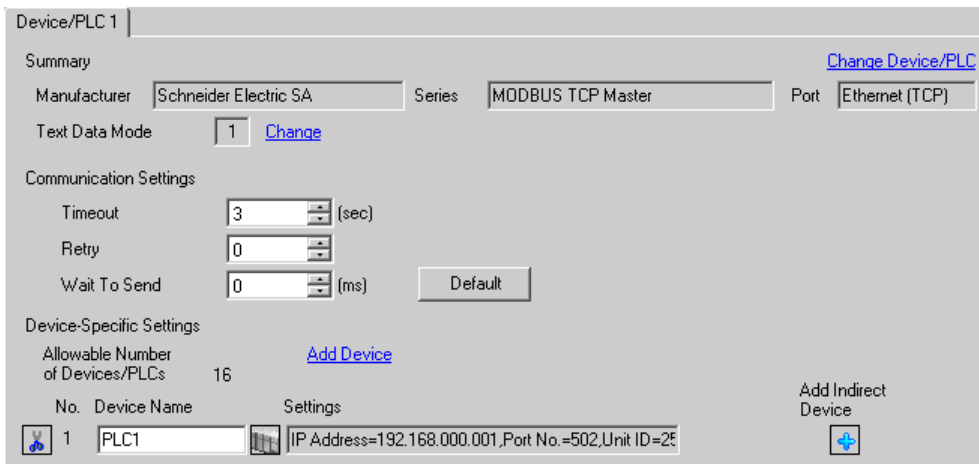 Device/PLC 1
Summary Change Device/PLC
Manufacturer Schneider Electric SA Series MODBUS TCP Master Port Ethernet (TCP)
Text Data Mode 1 Change
Communication Settings
Timeout 3 (sec)
Retry 0
Wait To Send 0 (ms) Default
Device-Specific Settings
Allowable Number Add Device
of Devices/PLCs 16
Add Indirect
No. Device Name Settings Device
1 PLC1 IP Address=192.168.000.001,Port No.=502,Unit ID=25